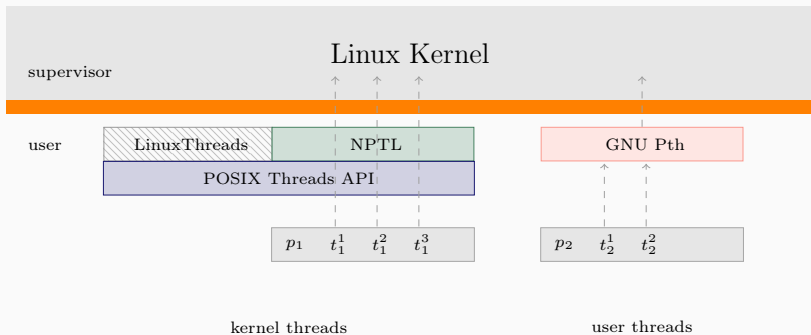 Linux Kernel
supervisor
user
LinuxThreads NPTL GNU Pth
POSIX Threads API
p₁ t₁¹ t₁² t₁³ p₂ t₂¹ t₂²
kernel threads user threads